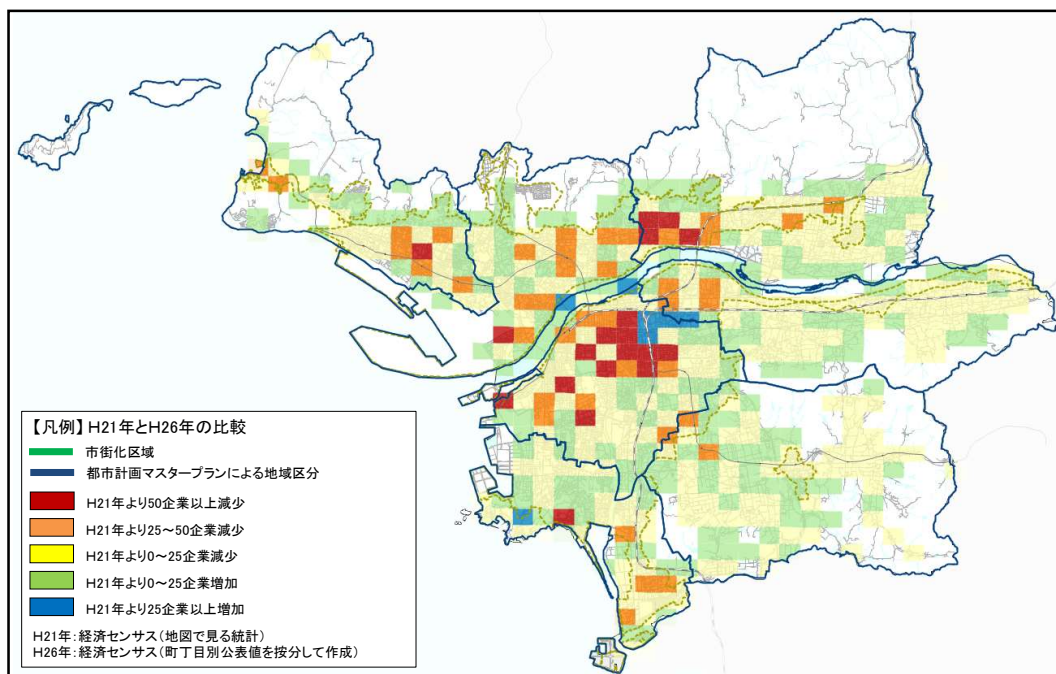 【凡例】H21年とH26年の比較
市街化区域
都市計画マスタープランによる地域区分
H21年より50企業以上減少
H21年より25～50企業減少
H21年より0～25企業減少
H21年より0～25企業増加
H21年より25企業以上増加
H21年:経済センサス(地図で見る統計)
H26年:経済センサス(町丁目別公表値を按分して作成)